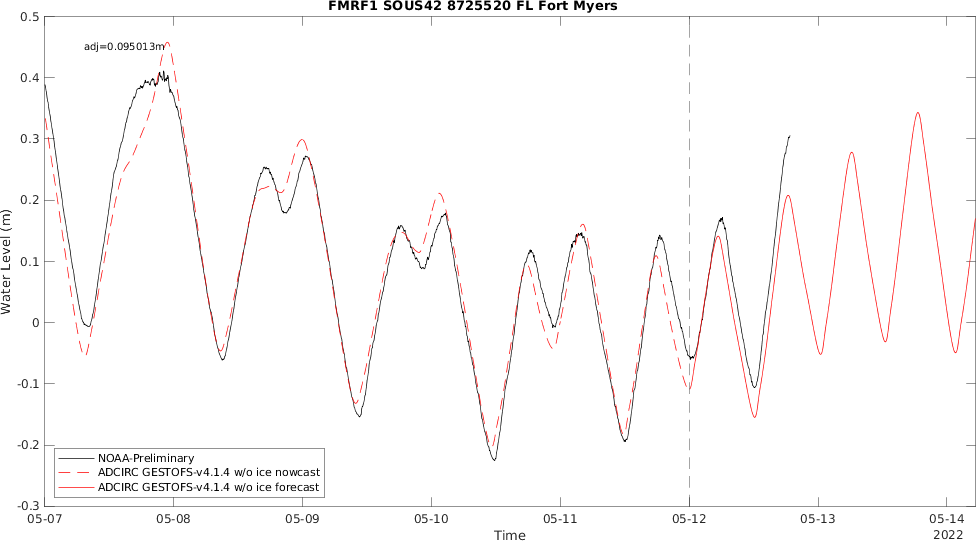 FMRF1 SOUS42 8725520 FL Fort Myers
0.5
adj=0.095013m
0.4
0.3
0.2
0.1
0
-0.1
-0.2
-0.3
Water Level (m)
NOAA-Preliminary
ADCIRC GESTOFS-v4.1.4 w/o ice nowcast
ADCIRC GESTOFS-v4.1.4 w/o ice forecast
05-07 05-08 05-09 05-10 05-11 05-12 05-13 05-14
Time
2022